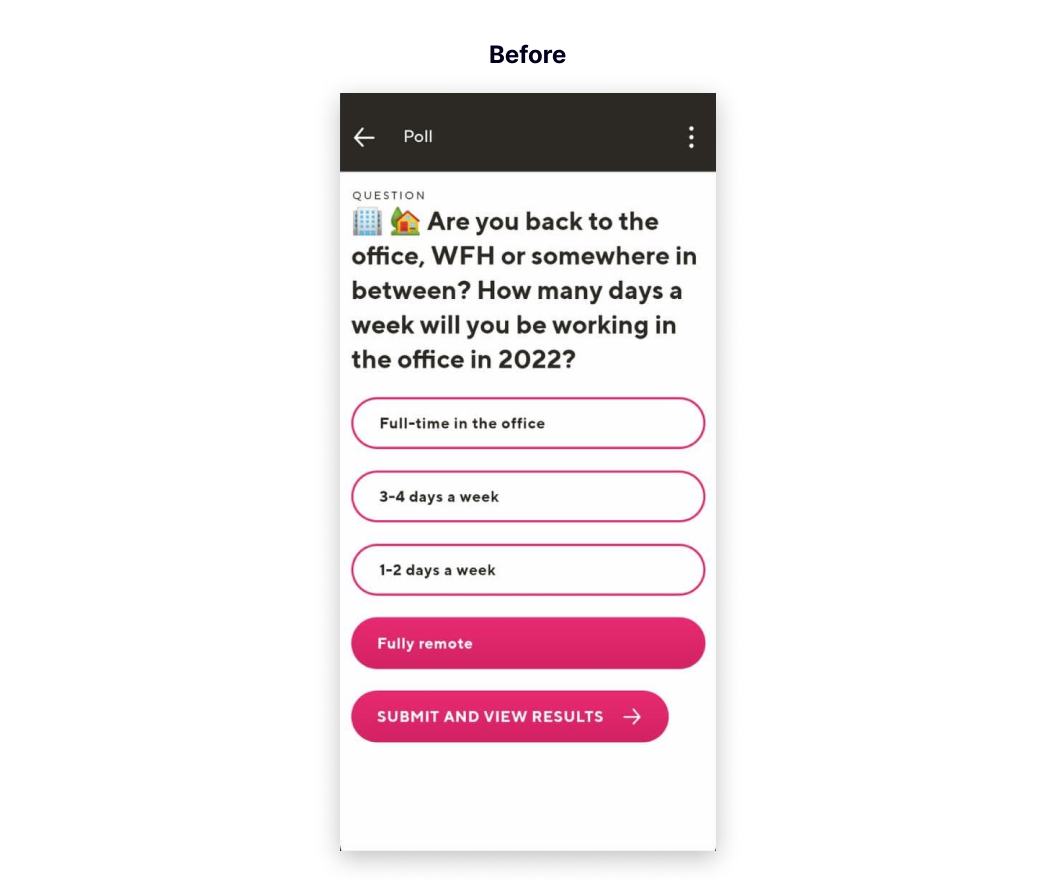 Before
Poll
QUESTION
🏢 🏡 Are you back to the
office, WFH or somewhere in
between? How many days a
week will you be working in
the office in 2022?
Full-time in the office
3-4 days a week
1-2 days a week
Fully remote
SUBMIT AND VIEW RESULTS →